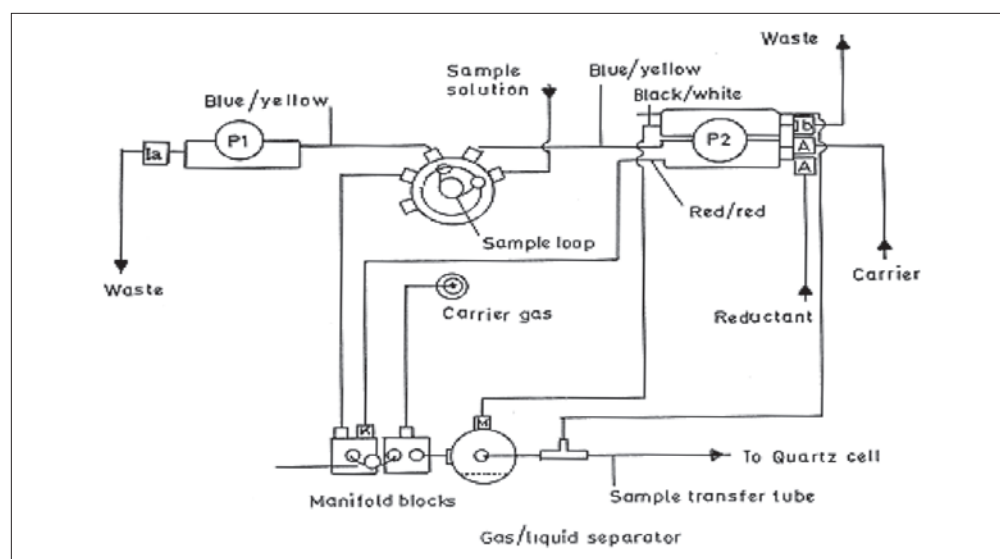 Waste
Sample
solution
Blue/yellow
Blue/yellow
Black/white
P1
P2
Ia
Ib
A
A
Red/red
Sample loop
Waste
Carrier
Carrier gas
Reductant
K
M
To Quartz cell
Manifold blocks
Sample transfer tube
Gas/liquid separator